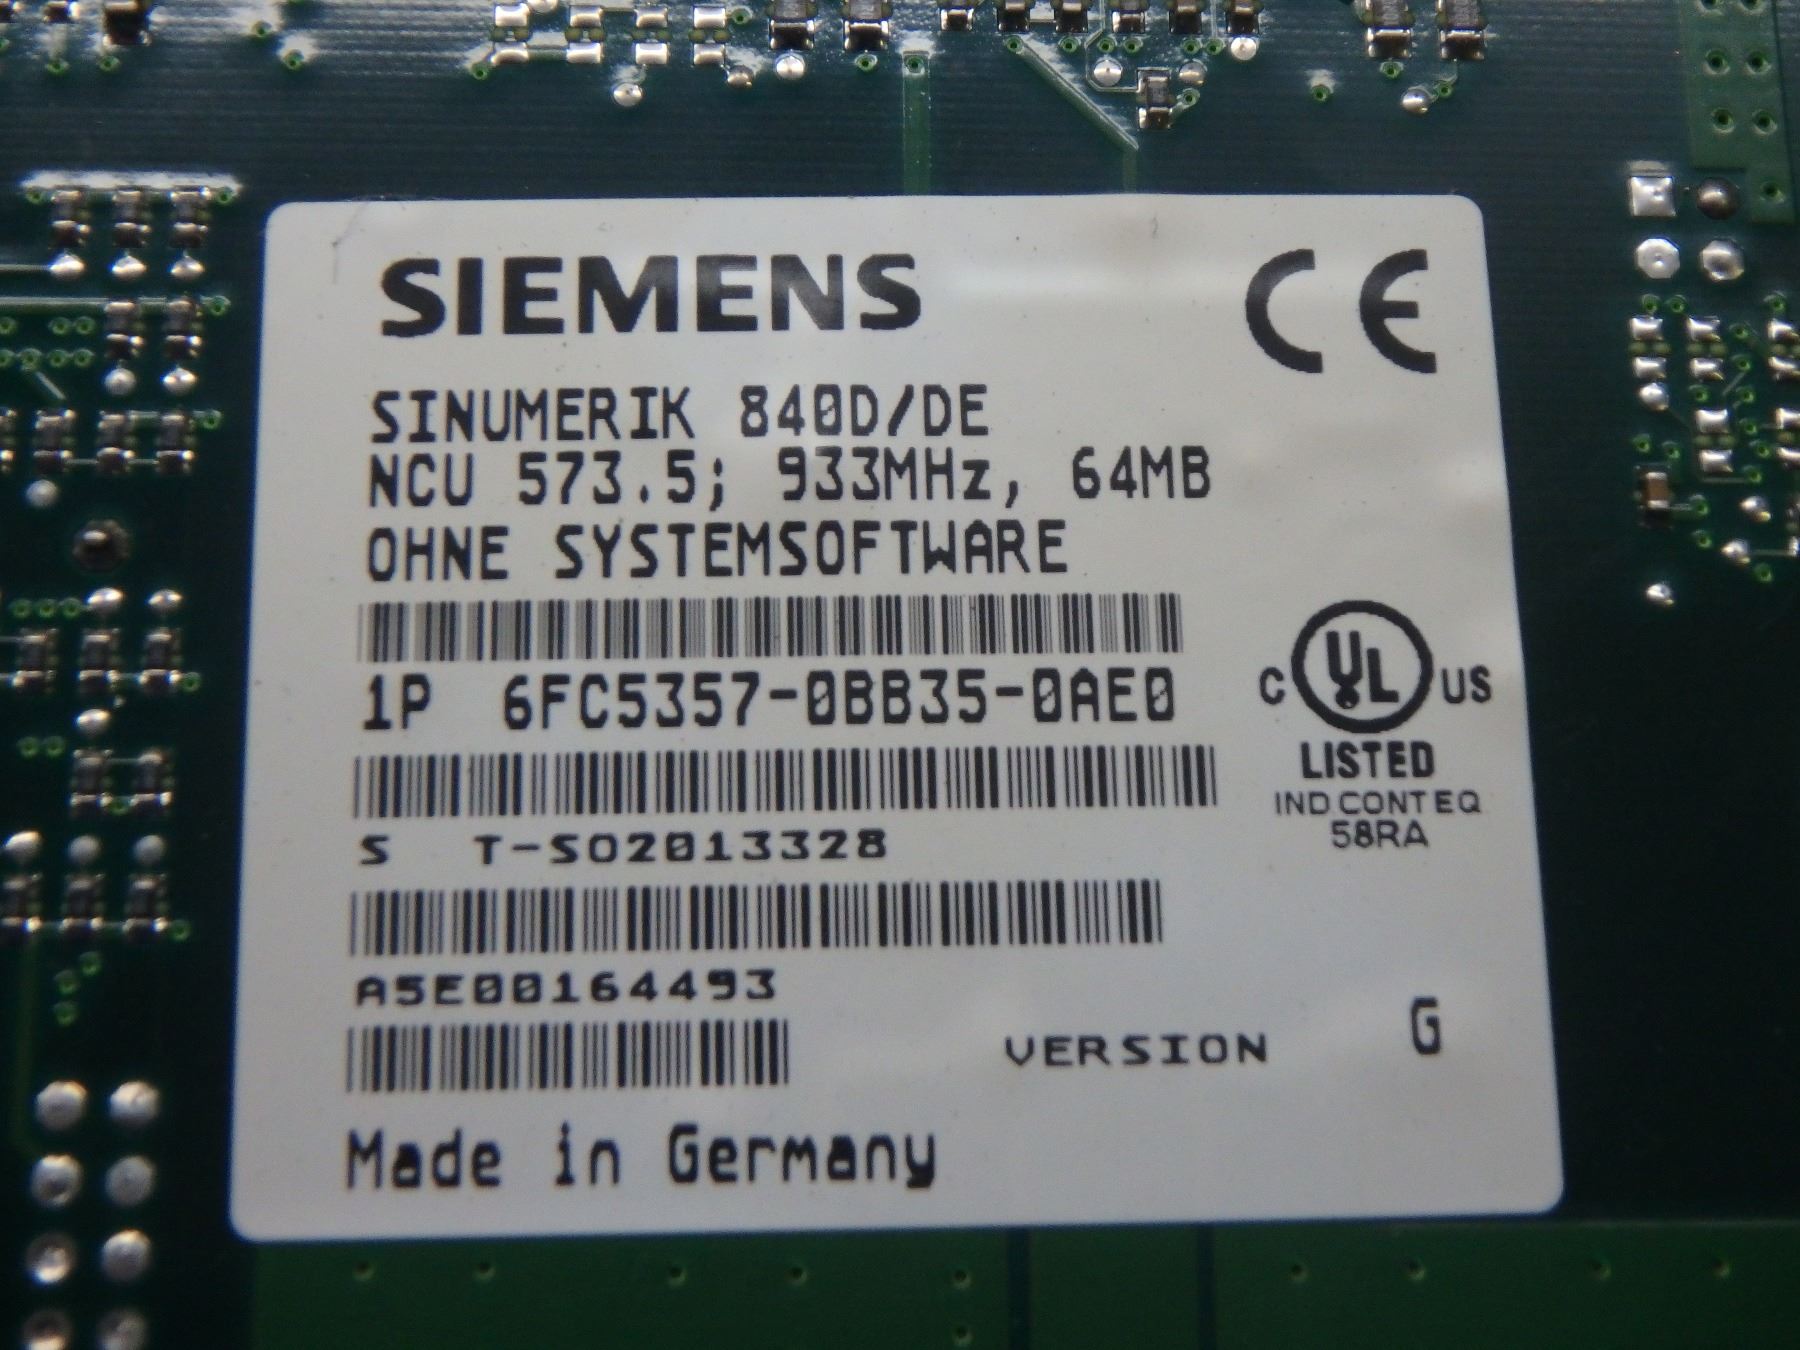 SIEMENS
CE
SINUMERIK 840D/DE
NCU 573.5; 933MHz, 64MB
OHNE SYSTEMSOFTWARE
1P 6FC5357-0BB35-0AE0
C UL US
LISTED
IND CONT EQ
58RA
S T-S02013328
A5E00164493
VERSION G
Made in Germany